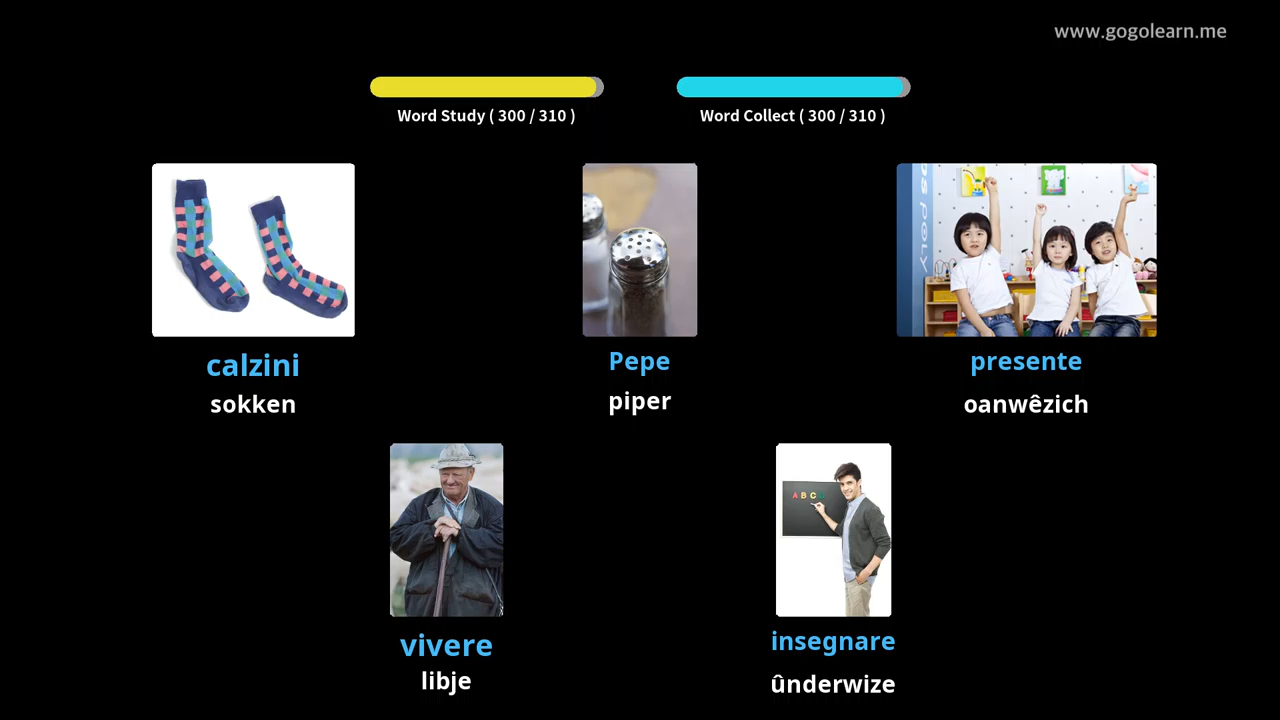 www.gogolearn.me
Word Study ( 300 / 310 )
Word Collect ( 300 / 310 )
calzini
sokken
Pepe
piper
presente
oanwêzich
A B C
vivere
libje
insegnare
ûnderwize